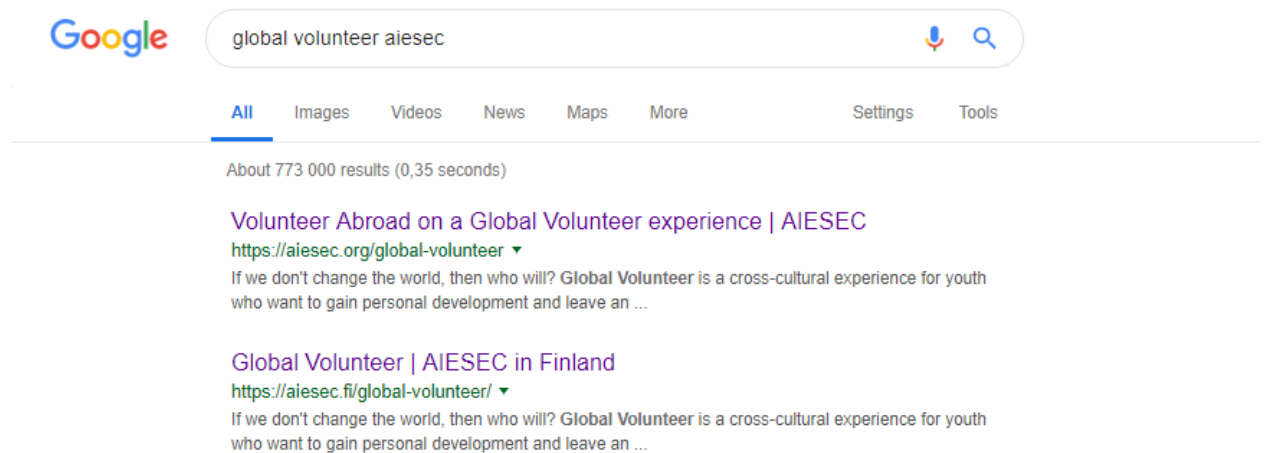 Google global volunteer aiesec
All Images Videos News Maps More Settings Tools
About 773 000 results (0,35 seconds)
Volunteer Abroad on a Global Volunteer experience | AIESEC
https://aiesec.org/global-volunteer
If we don't change the world, then who will? Global Volunteer is a cross-cultural experience for youth
who want to gain personal development and leave an ...
Global Volunteer | AIESEC in Finland
https://aiesec.fi/global-volunteer/
If we don't change the world, then who will? Global Volunteer is a cross-cultural experience for youth
who want to gain personal development and leave an ...